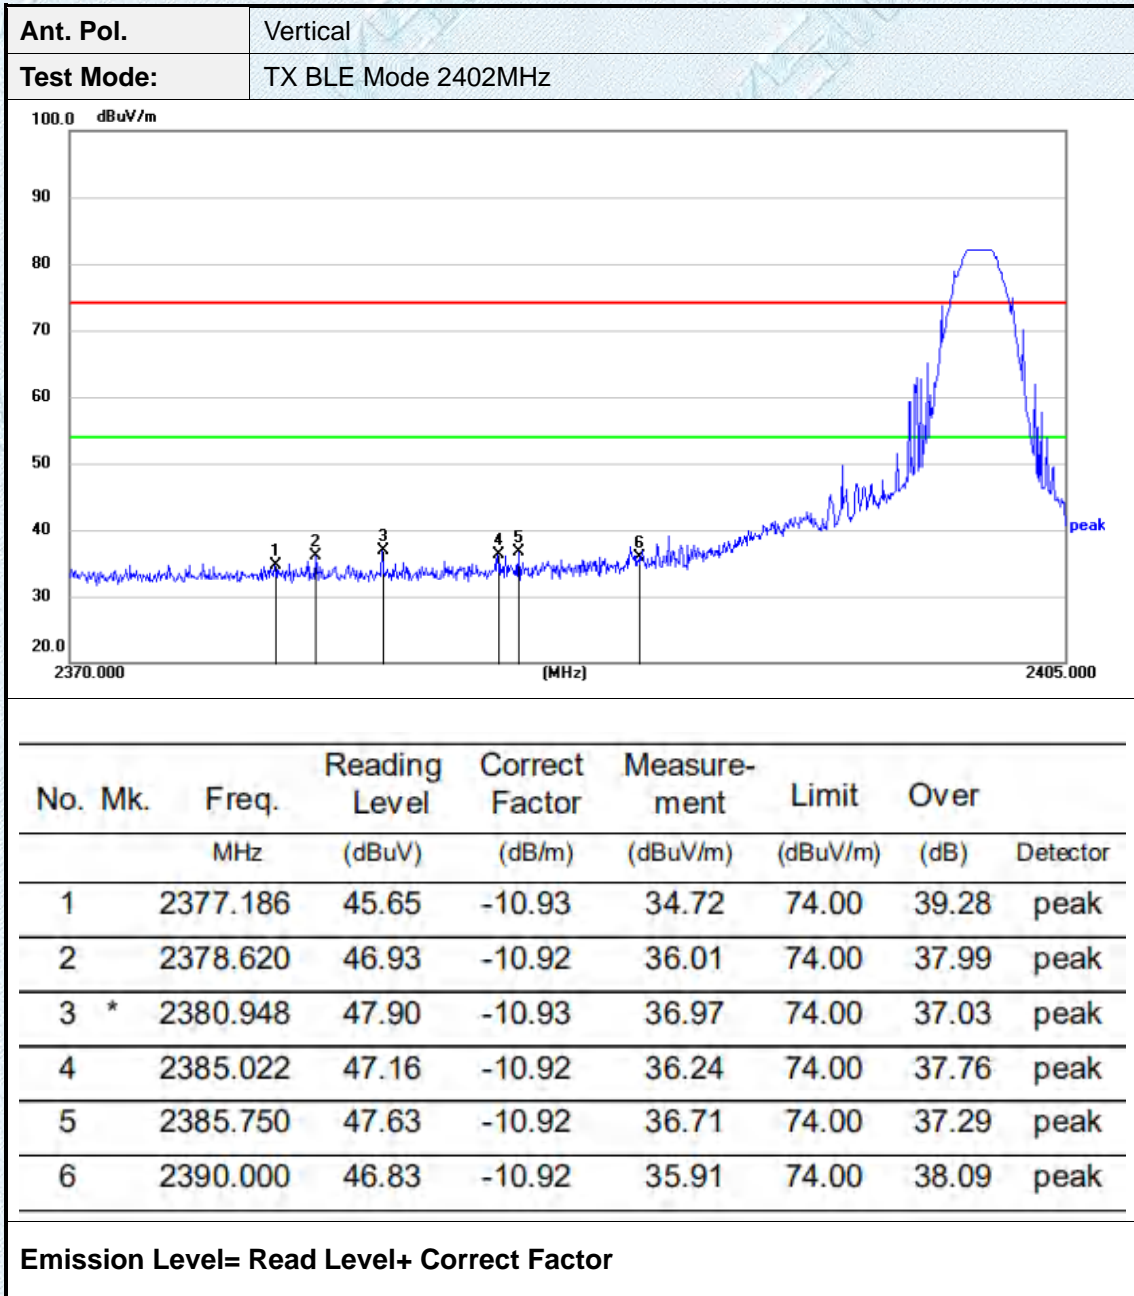 Ant. Pol. Vertical
Test Mode: TX BLE Mode 2402MHz
100.0 dBuV/m
90
80
70
60
50
40
30
20.0
1 2 3 4 5 6
peak
2370.000 (MHz) 2405.000
No. Mk. Freq. Reading Level Correct Factor Measure-ment Limit Over
MHz (dBuV) (dB/m) (dBuV/m) (dBuV/m) (dB) Detector
1 2377.186 45.65 -10.93 34.72 74.00 39.28 peak
2 2378.620 46.93 -10.92 36.01 74.00 37.99 peak
3 * 2380.948 47.90 -10.93 36.97 74.00 37.03 peak
4 2385.022 47.16 -10.92 36.24 74.00 37.76 peak
5 2385.750 47.63 -10.92 36.71 74.00 37.29 peak
6 2390.000 46.83 -10.92 35.91 74.00 38.09 peak
Emission Level= Read Level+ Correct Factor